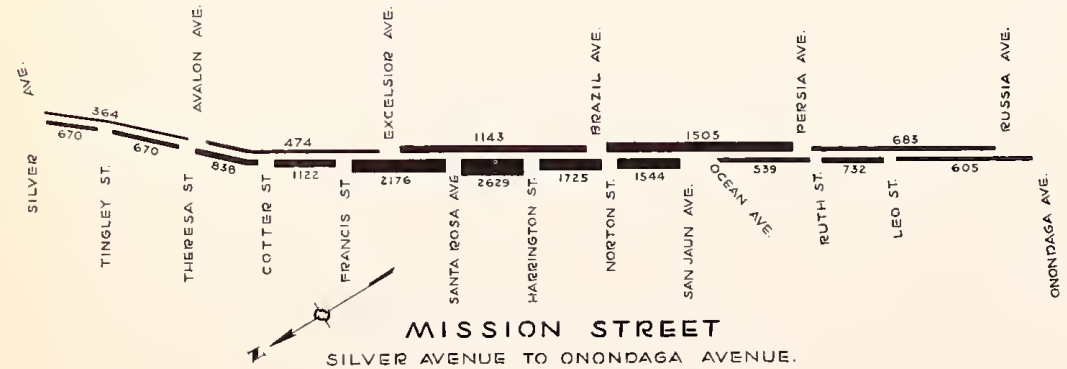 SILVER AVE.
AVALON AVE.
EXCELSIOR AVE.
BRAZIL AVE.
PERSIA AVE.
RUSSIA AVE.
364
474
1143
1505
683
670
670
838
1122
2176
2629
1725
1544
539
732
605
TINGLEY ST.
THERESA ST
COTTER ST
FRANCIS ST
SANTA ROSA AVE
HARRINGTON ST.
NORTON ST.
SAN JAUN AVE.
OCEAN AVE.
RUTH ST.
LEO ST.
ONONDAGA AVE.
N
MISSION STREET
SILVER AVENUE TO ONONDAGA AVENUE.